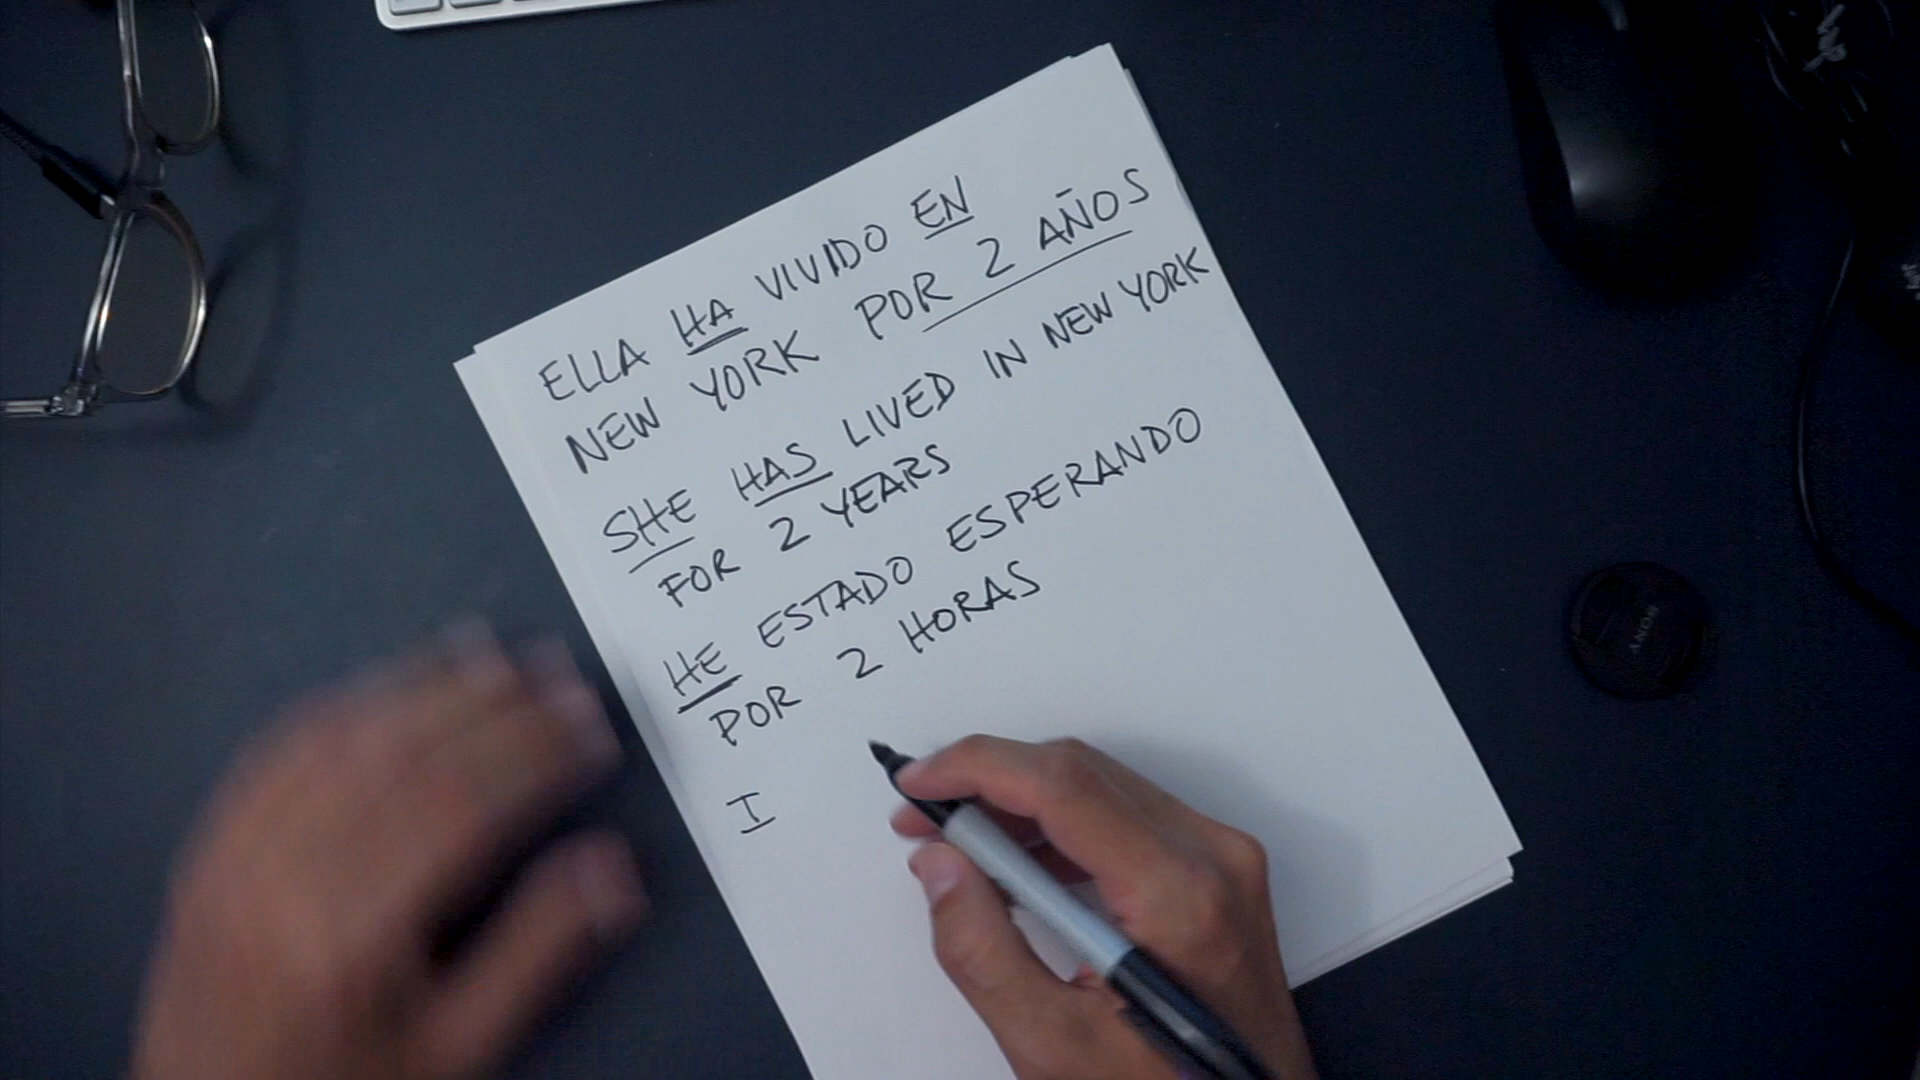 ELLA HA VIVIDO EN
NEW YORK POR 2 AÑOS
SHE HAS LIVED IN NEW YORK
FOR 2 YEARS
HE ESTADO ESPERANDO
POR 2 HORAS
I
SONY